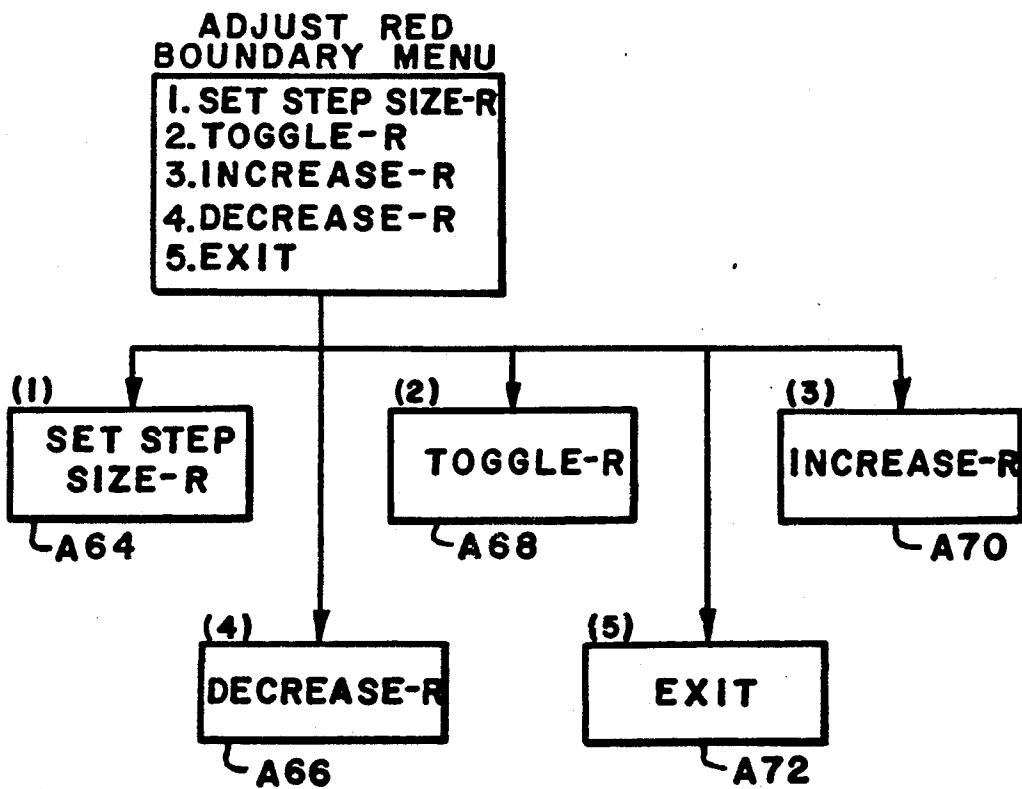 ADJUST RED
BOUNDARY MENU
1. SET STEP SIZE-R
2. TOGGLE-R
3. INCREASE-R
4. DECREASE-R
5. EXIT
(1)
SET STEP
SIZE-R
A64
(2)
TOGGLE-R
A68
(3)
INCREASE-R
A70
(4)
DECREASE-R
A66
(5)
EXIT
A72